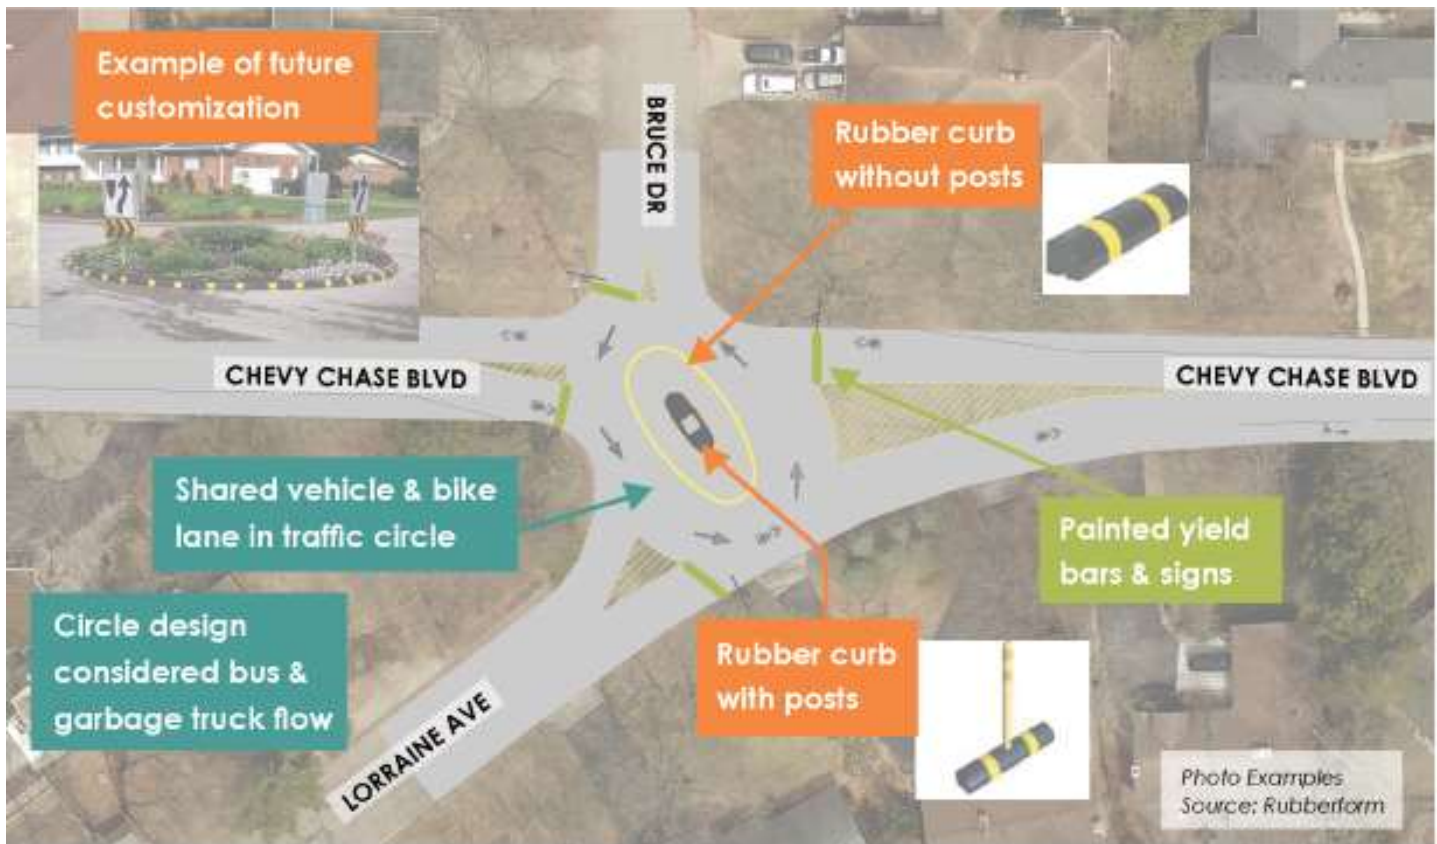 Example of future
customization
BRUCE DR
Rubber curb
without posts
CHEVY CHASE BLVD
CHEVY CHASE BLVD
Shared vehicle & bike
lane in traffic circle
Painted yield
bars & signs
Circle design
considered bus &
garbage truck flow
Rubber curb
with posts
LORRAINE AVE
Photo Examples
Source: Rubberform